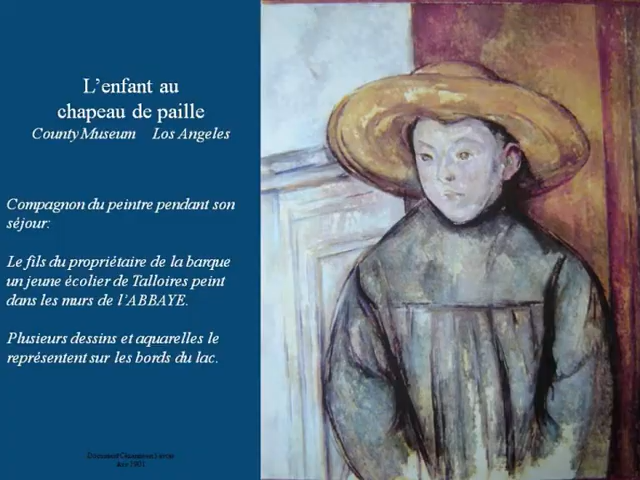 L'enfant au
chapeau de paille
County Museum Los Angeles
Compagnon du peintre pendant son
séjour:
Le fils du propriétaire de la barque
un jeune écolier de Talloires peint
dans les murs de l'ABBAYE.
Plusieurs dessins et aquarelles le
représentent sur les bords du lac.
Document